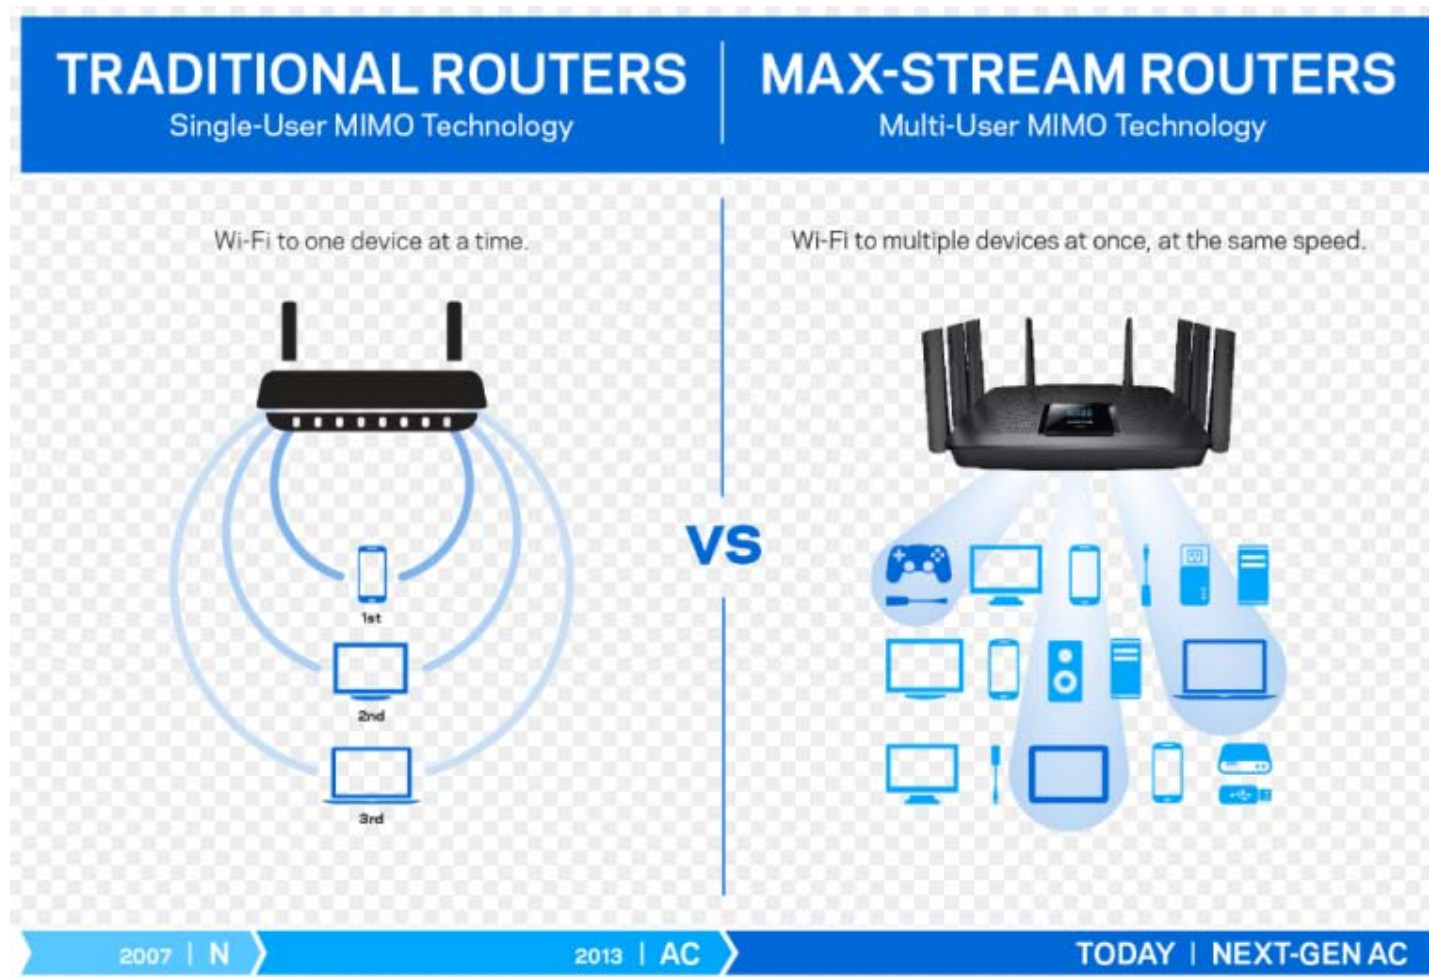 TRADITIONAL ROUTERS
Single-User MIMO Technology
MAX-STREAM ROUTERS
Multi-User MIMO Technology
Wi-Fi to one device at a time.
Wi-Fi to multiple devices at once, at the same speed.
VS
1st
2nd
3rd
2007 | N
2013 | AC
TODAY | NEXT-GEN AC